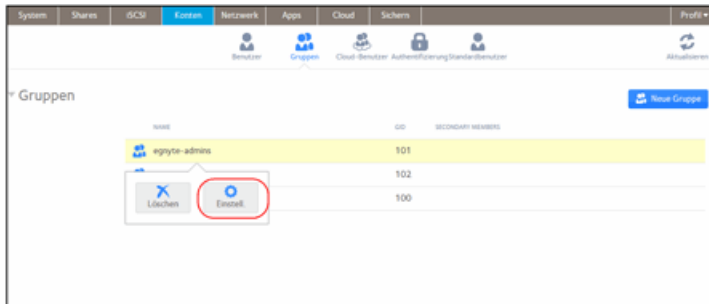 System Shares iSCSI Konten Netzwerk Apps Cloud Sichern Profil
Benutzer Gruppen Cloud-Benutzer Authentifizierung Standardbenutzer Aktualisieren
Gruppen
Neue Gruppe
NAME GID SECONDARY MEMBERS
egnyte-admins 101
102
100
Löschen Einstell.